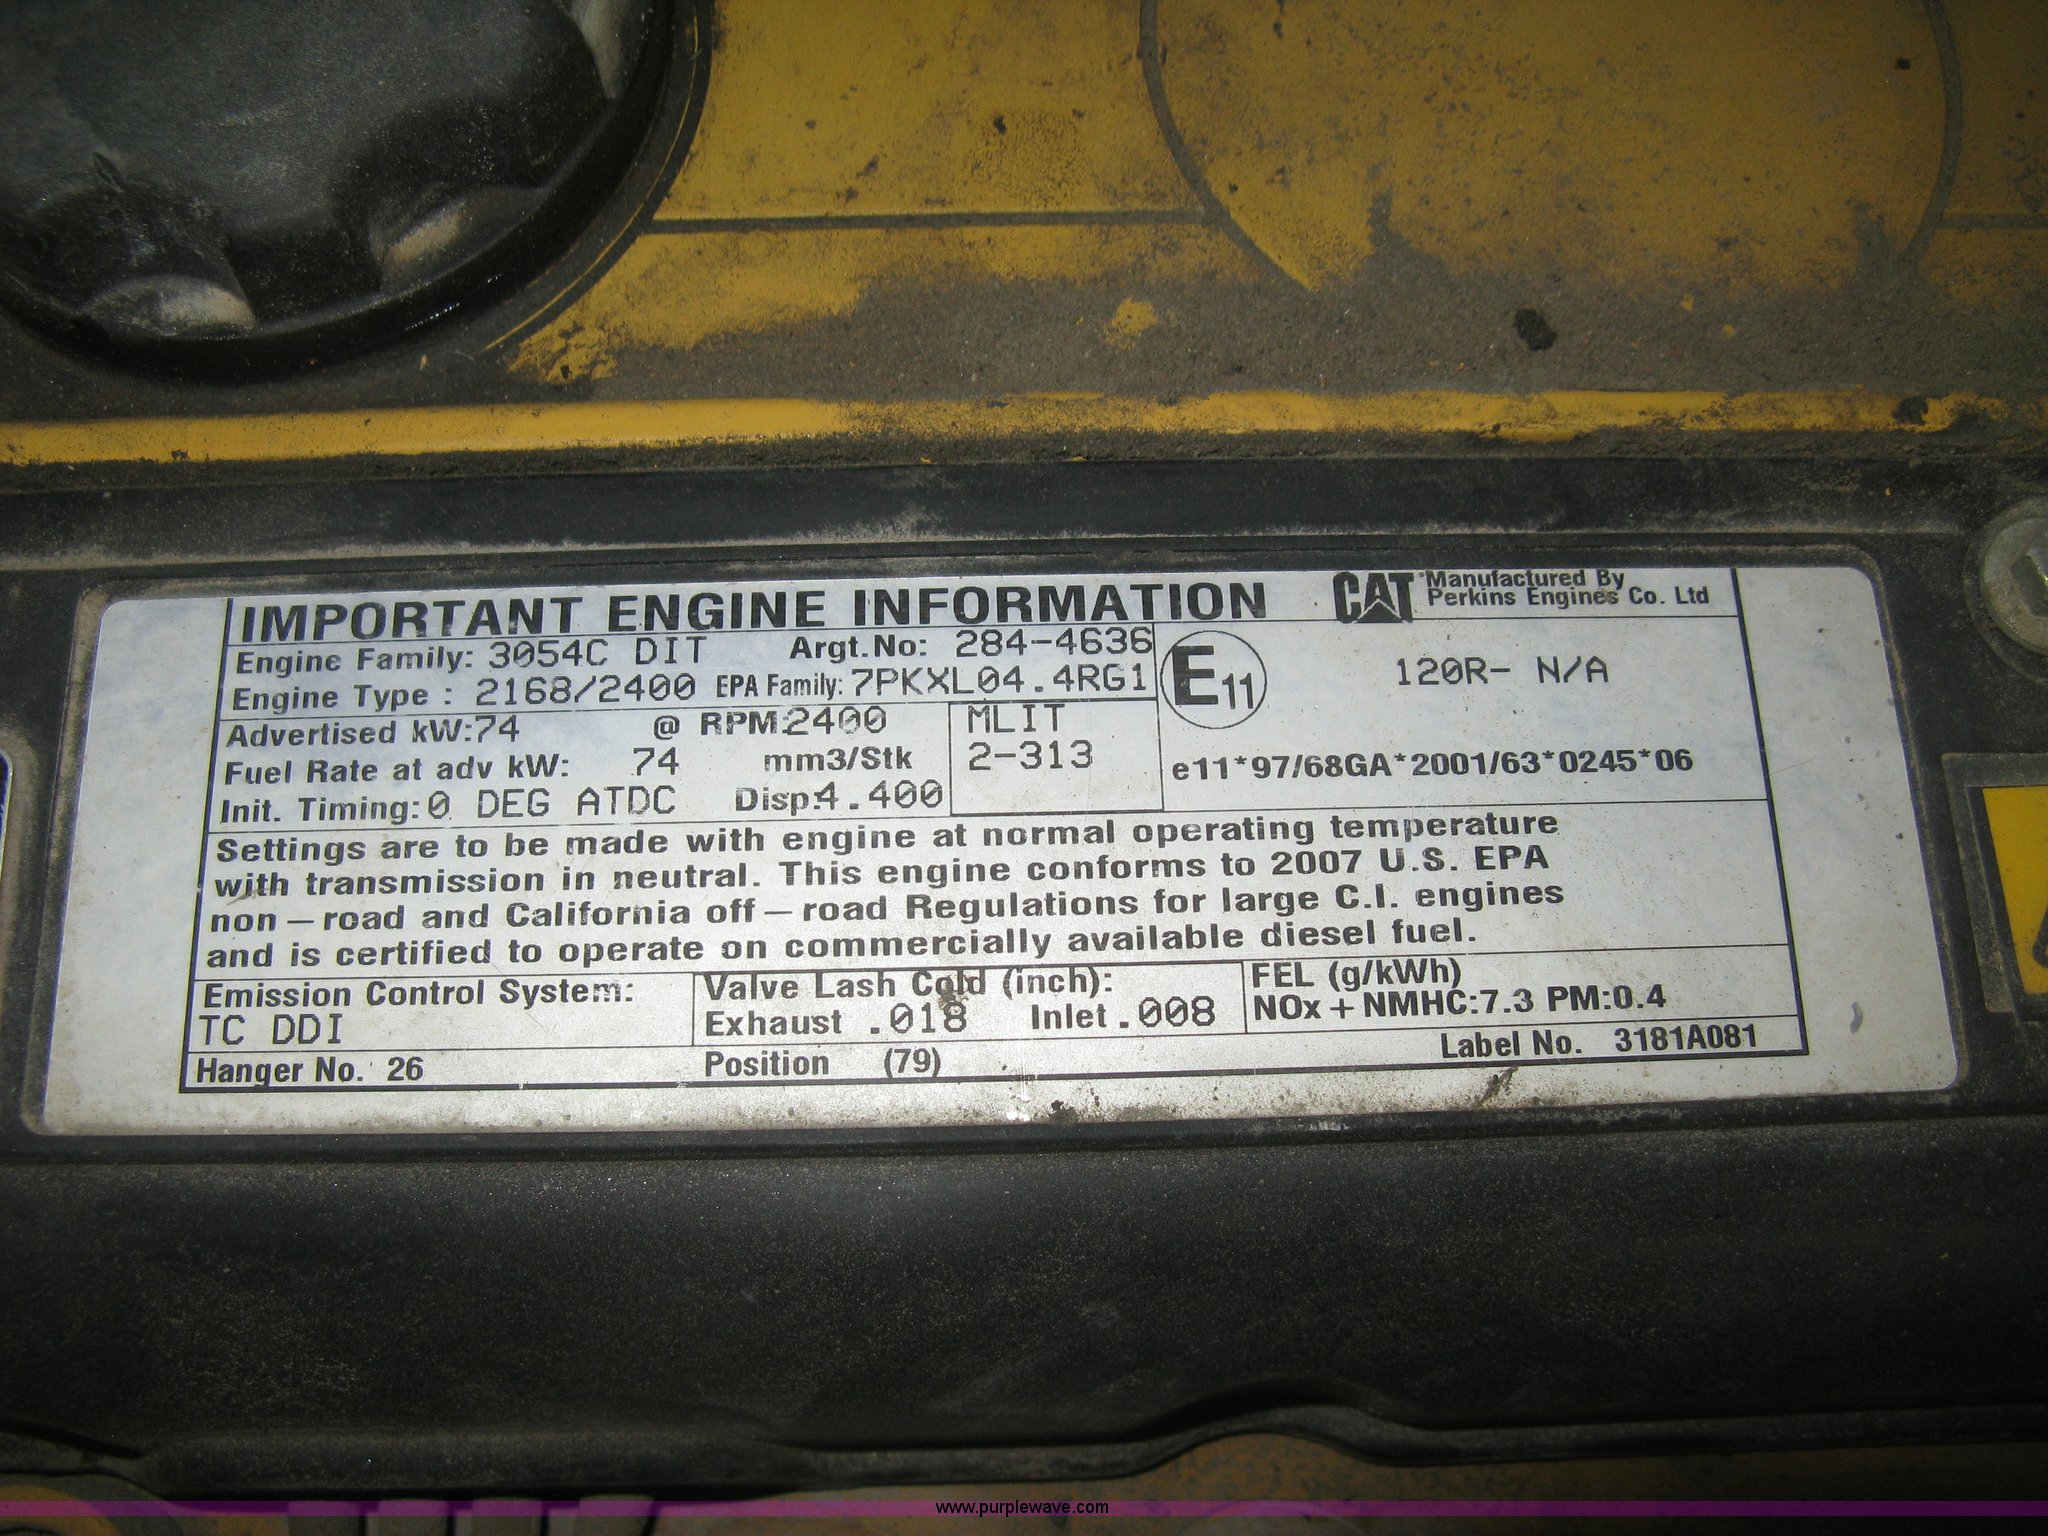 IMPORTANT ENGINE INFORMATION
CAT Manufactured By
Perkins Engines Co. Ltd
Engine Family: 3054C DIT Argt.No: 284-4636
Engine Type : 2168/2400 EPA Family: 7PKXL04.4RG1
E11
120R- N/A
Advertised kW:74 @ RPM:2400
Fuel Rate at adv kW: 74 mm3/Stk
Init. Timing:0 DEG ATDC Disp:4.400
MLIT
2-313
e11*97/68GA*2001/63*0245*06
Settings are to be made with engine at normal operating temperature
with transmission in neutral. This engine conforms to 2007 U.S. EPA
non-road and California off-road Regulations for large C.I. engines
and is certified to operate on commercially available diesel fuel.
Emission Control System:
TC DDI
Valve Lash Cold (inch):
Exhaust .018 Inlet .008
FEL (g/kWh)
NOx + NMHC:7.3 PM:0.4
Hanger No. 26 Position (79) Label No. 3181A081
www.purplewave.com